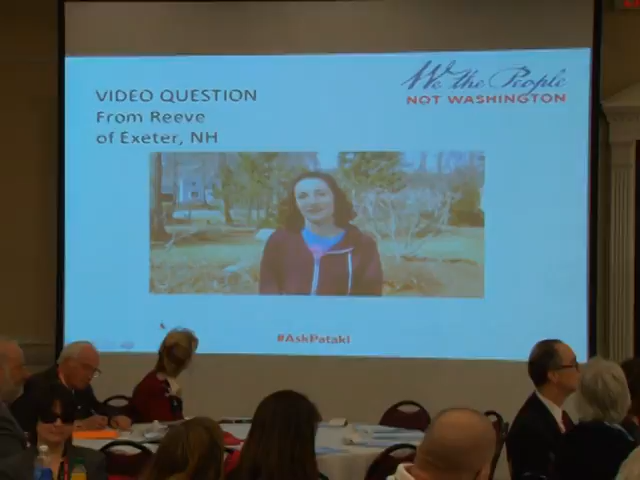 VIDEO QUESTION
From Reeve
of Exeter, NH
We the People
NOT WASHINGTON
#AskPataki